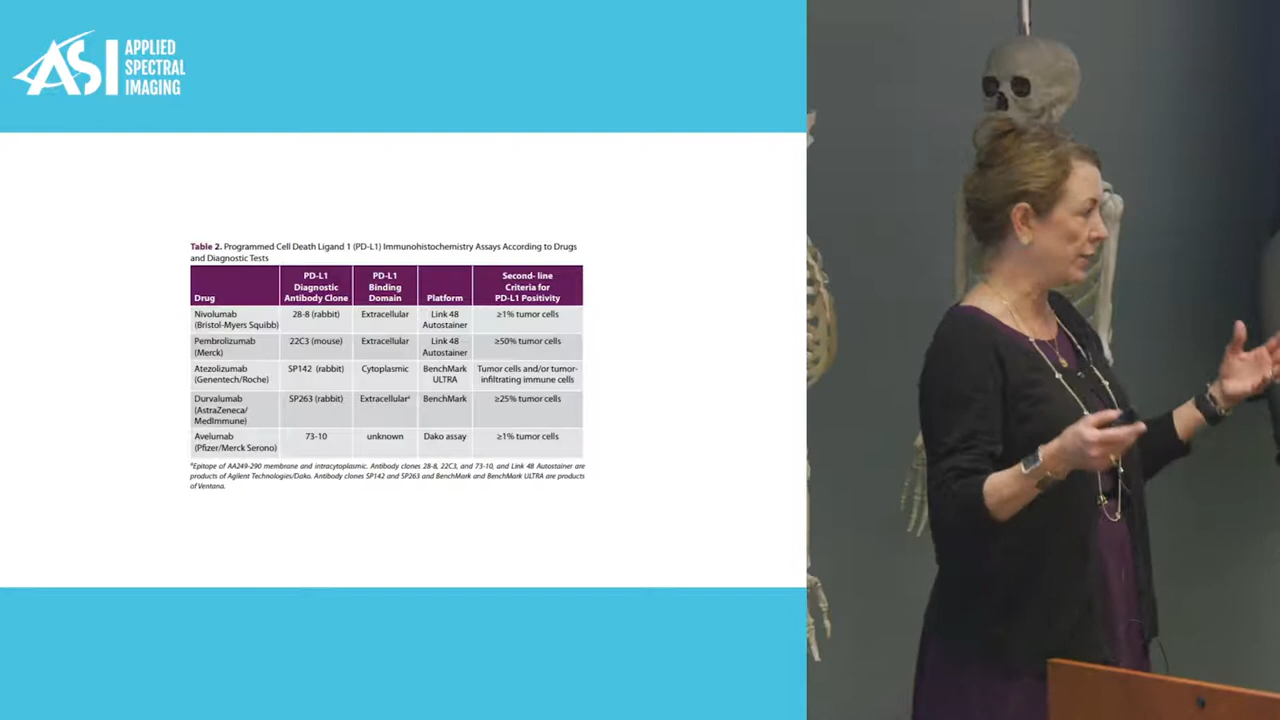 ASI APPLIED
SPECTRAL
IMAGING
Table 2. Programmed Cell Death Ligand 1 (PD-L1) Immunohistochemistry Assays According to Drugs
and Diagnostic Tests
Drug PD-L1 Diagnostic Antibody Clone PD-L1 Binding Domain Platform Second- line Criteria for PD-L1 Positivity
Nivolumab (Bristol-Myers Squibb) 28-8 (rabbit) Extracellular Link 48 Autostainer ≥1% tumor cells
Pembrolizumab (Merck) 22C3 (mouse) Extracellular Link 48 Autostainer ≥50% tumor cells
Atezolizumab (Genentech/Roche) SP142 (rabbit) Cytoplasmic BenchMark ULTRA Tumor cells and/or tumor-infiltrating immune cells
Durvalumab (AstraZeneca/MedImmune) SP263 (rabbit) Extracellularᵃ BenchMark ≥25% tumor cells
Avelumab (Pfizer/Merck Serono) 73-10 unknown Dako assay ≥1% tumor cells
ᵃEpitope of AA249-290 membrane and intracytoplasmic. Antibody clones 28-8, 22C3, and 73-10, and Link 48 Autostainer are
products of Agilent Technologies/Dako. Antibody clones SP142 and SP263 and BenchMark and BenchMark ULTRA are products
of Ventana.